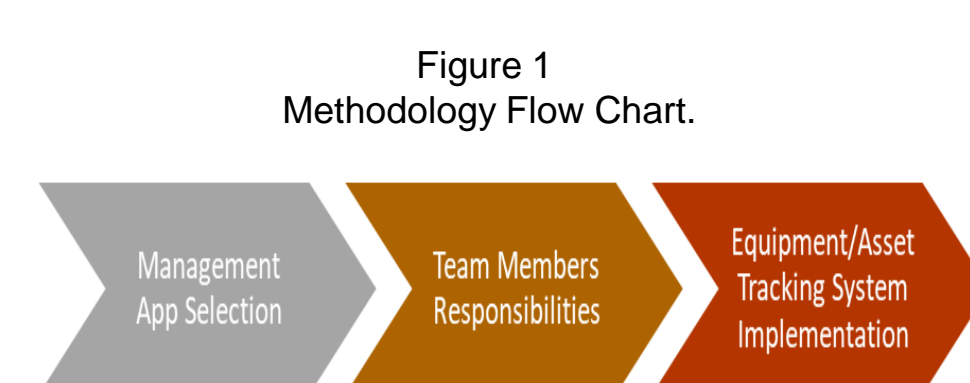 Figure 1
Methodology Flow Chart.
Management
App Selection
Team Members
Responsibilities
Equipment/Asset
Tracking System
Implementation